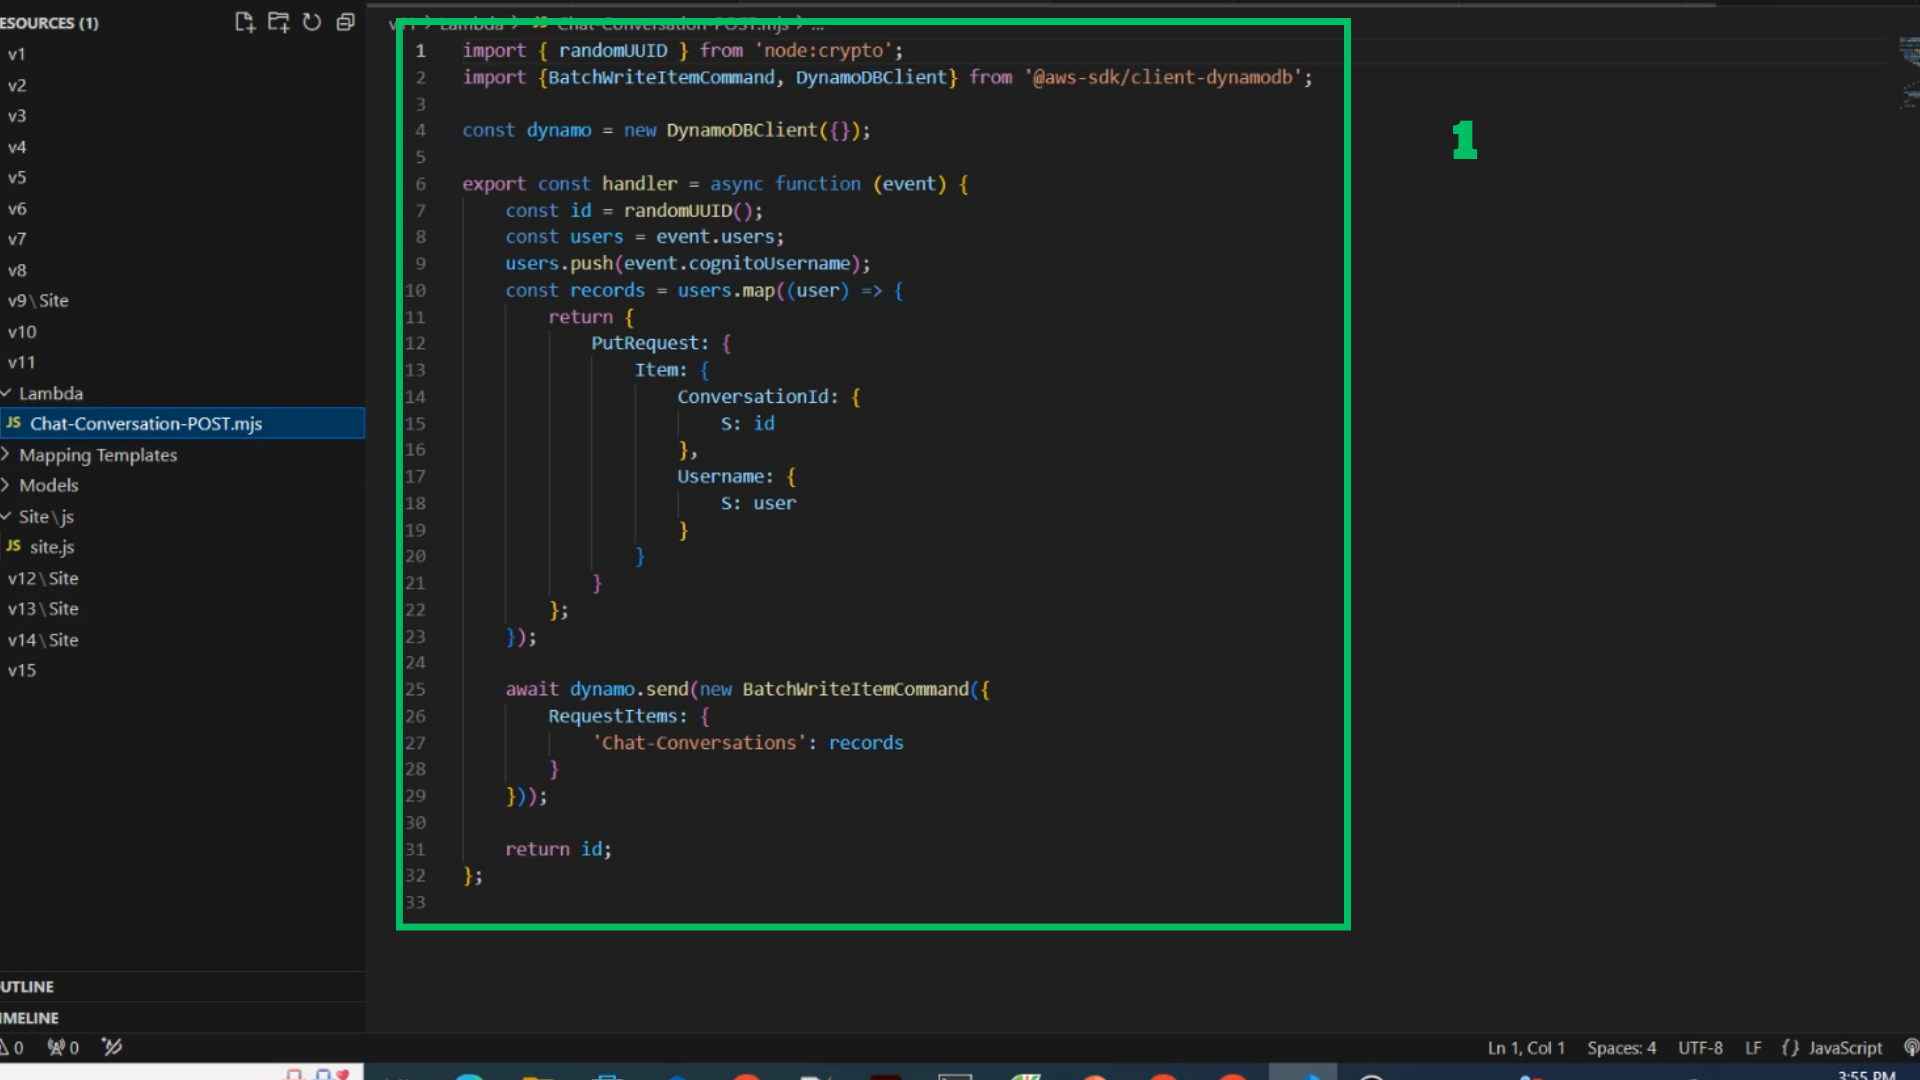 ESOURCES (1)
v1
v2
v3
v4
v5
v6
v7
v8
v9\Site
v10
v11
Lambda
JS Chat-Conversation-POST.mjs
Mapping Templates
Models
Site\js
JS site.js
v12\Site
v13\Site
v14\Site
v15
UTLINE
IMELINE
v11 > Lambda > JS Chat-Conversation-POST.mjs > ...
1 import { randomUUID } from 'node:crypto';
2 import {BatchWriteItemCommand, DynamoDBClient} from '@aws-sdk/client-dynamodb';
3
4 const dynamo = new DynamoDBClient({});
5
6 export const handler = async function (event) {
7 const id = randomUUID();
8 const users = event.users;
9 users.push(event.cognitoUsername);
10 const records = users.map((user) => {
11 return {
12 PutRequest: {
13 Item: {
14 ConversationId: {
15 S: id
16 },
17 Username: {
18 S: user
19 }
20 }
21 }
22 };
23 });
24
25 await dynamo.send(new BatchWriteItemCommand({
26 RequestItems: {
27 'Chat-Conversations': records
28 }
29 }));
30
31 return id;
32 };
33
1
0 0
Ln 1, Col 1 Spaces: 4 UTF-8 LF {} JavaScript
3:55 PM